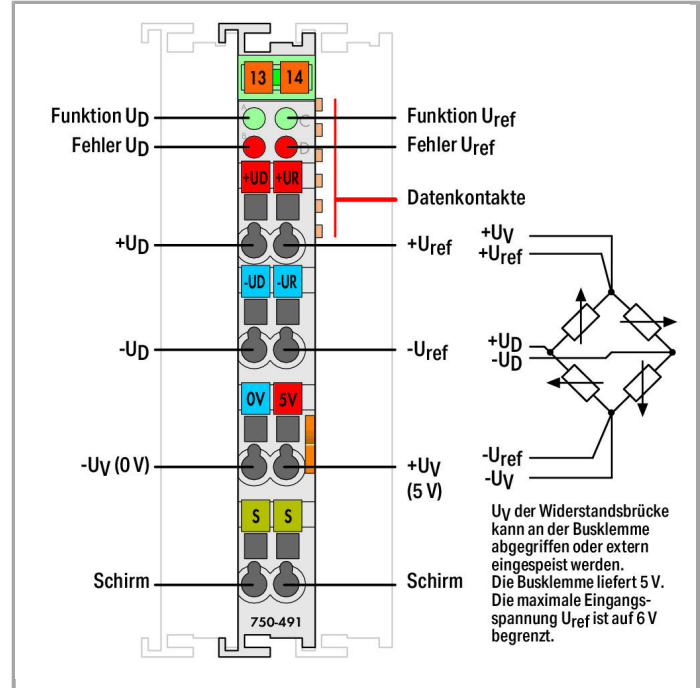 13 14
A C
Funktion UD
Funktion Uref
B D
Fehler UD
Fehler Uref
+UD +UR
Datenkontakte
+UD
+Uref
-UD -UR
-UD
-Uref
0V 5V
-UV (0 V)
+UV
(5 V)
S S
Schirm
Schirm
750-491
+UV
+Uref
+UD
-UD
-Uref
-UV
UV der Widerstandsbrücke
kann an der Busklemme
abgegriffen oder extern
eingespeist werden.
Die Busklemme liefert 5 V.
Die maximale Eingangs-
spannung Uref ist auf 6 V
begrenzt.